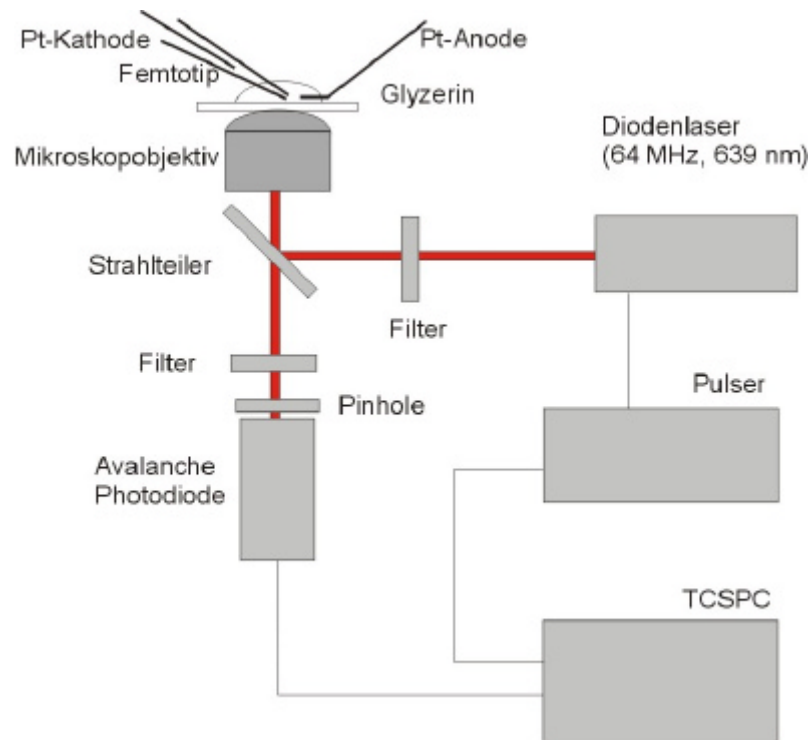 Pt-Kathode
Pt-Anode
Femtotip
Glyzerin
Mikroskopobjektiv
Diodenlaser
(64 MHz, 639 nm)
Strahlteiler
Filter
Filter
Pulser
Pinhole
Avalanche
Photodiode
TCSPC